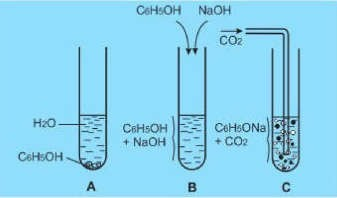 C6H5OH NaOH
CO2
H2O
C6H5OH
C6H5OH
+ NaOH
C6H5ONa
+ CO2
A B C